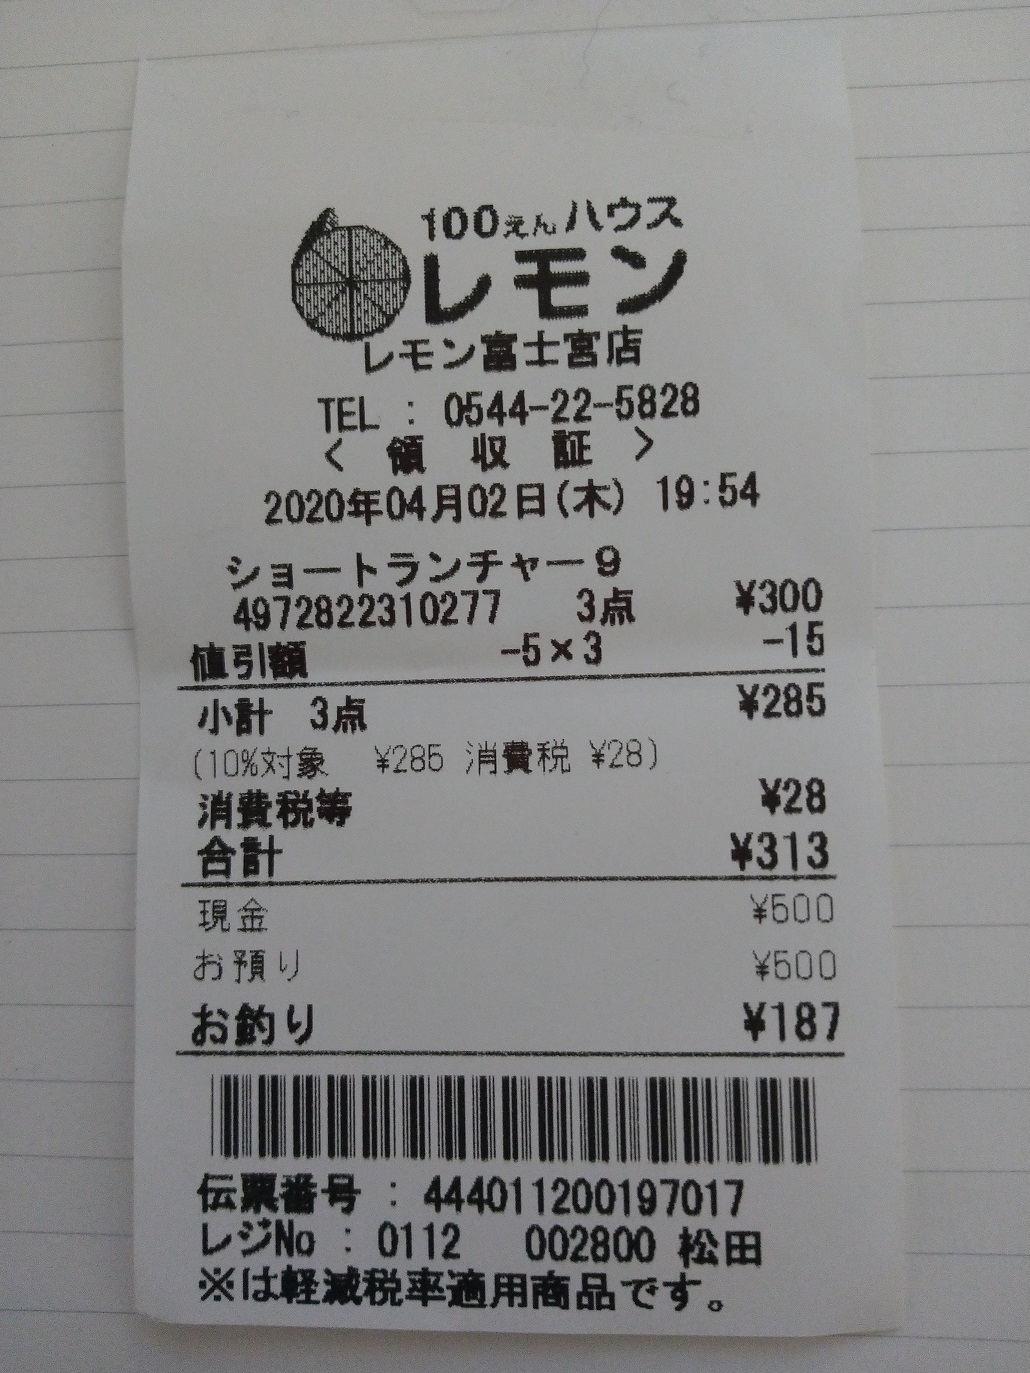 100えんハウス
レモン
レモン富士宮店
TEL : 0544-22-5828
< 領 収 証 >
2020年04月02日(木) 19:54
ショートランチャー９
4972822310277 3点 ¥300
値引額 -5×3 -15
小計 3点 ¥285
(10%対象 ¥285 消費税 ¥28)
消費税等 ¥28
合計 ¥313
現金 ¥500
お預り ¥500
お釣り ¥187
伝票番号 : 444011200197017
レジNo : 0112 002800 松田
※は軽減税率適用商品です。